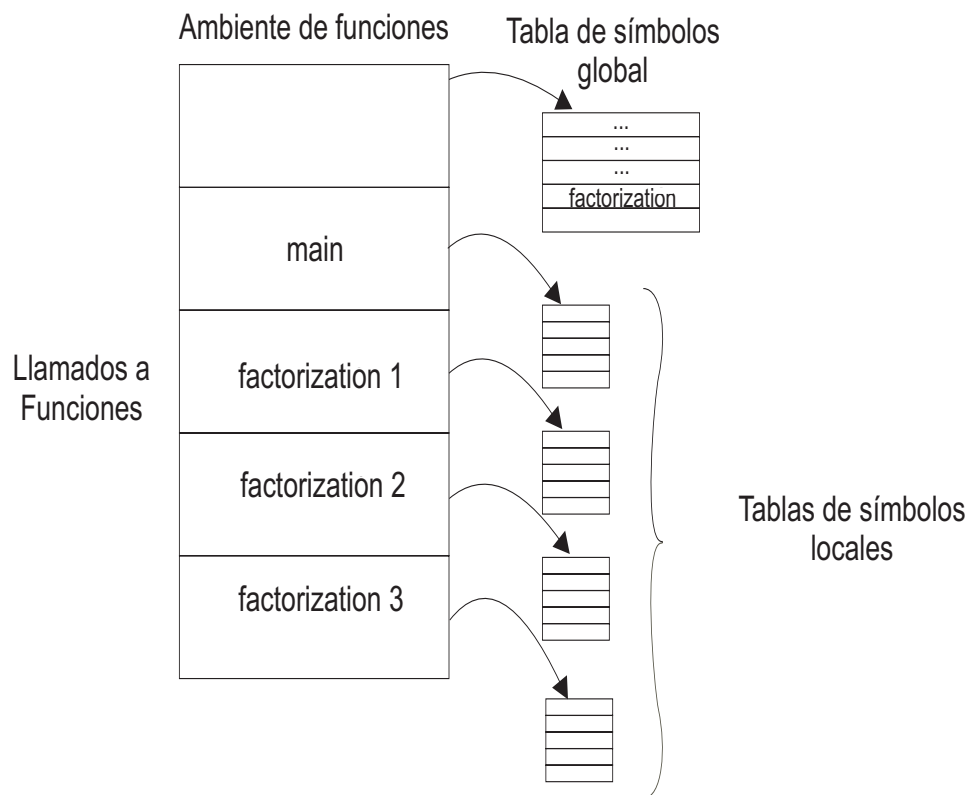 Ambiente de funciones
Tabla de símbolos
global
...
...
...
factorization
main
Llamados a
Funciones
factorization 1
factorization 2
factorization 3
Tablas de símbolos
locales